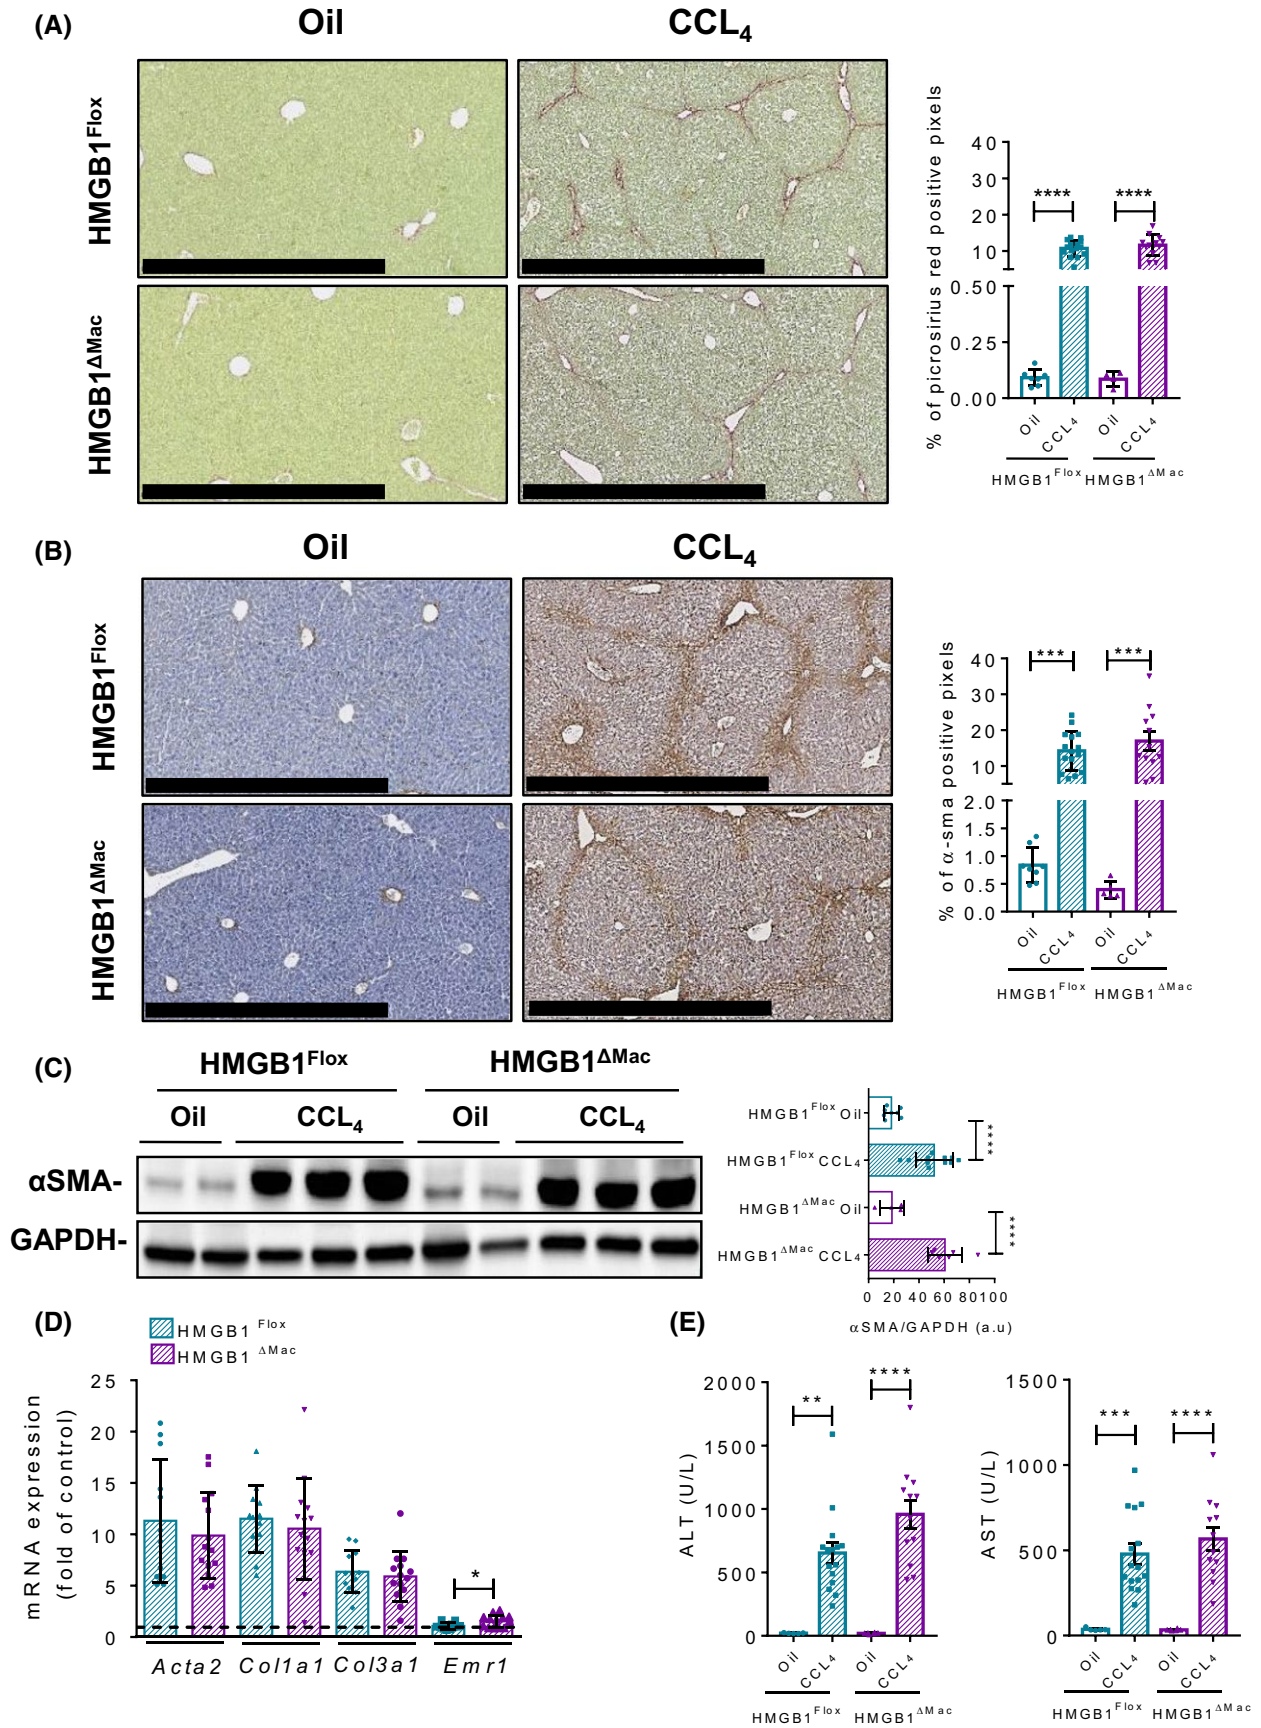 (A)
Oil
CCL4
HMGB1Flox
HMGB1ΔMac
% of picrosirius red positive pixels
40
30
20
10
0.50
0.25
0.00
****
****
Oil
CCL4
Oil
CCL4
HMGB1Flox
HMGB1ΔMac
(B)
Oil
CCL4
HMGB1Flox
HMGB1ΔMac
% of α-sma positive pixels
40
30
20
10
2.0
1.5
1.0
0.5
0.0
***
***
Oil
CCL4
Oil
CCL4
HMGB1Flox
HMGB1ΔMac
(C)
HMGB1Flox
HMGB1ΔMac
Oil
CCL4
Oil
CCL4
αSMA-
GAPDH-
HMGB1Flox Oil
HMGB1Flox CCL4
HMGB1ΔMac Oil
HMGB1ΔMac CCL4
****
****
0 20 40 60 80 100
αSMA/GAPDH (a.u)
(D)
HMGB1 Flox
HMGB1 ΔMac
mRNA expression
(fold of control)
25
20
15
10
5
0
*
Acta2 Col1a1 Col3a1 Emr1
(E)
ALT (U/L)
2000
1500
1000
500
0
**
****
Oil
CCL4
Oil
CCL4
HMGB1Flox
HMGB1ΔMac
AST (U/L)
1500
1000
500
0
***
****
Oil
CCL4
Oil
CCL4
HMGB1Flox
HMGB1ΔMac